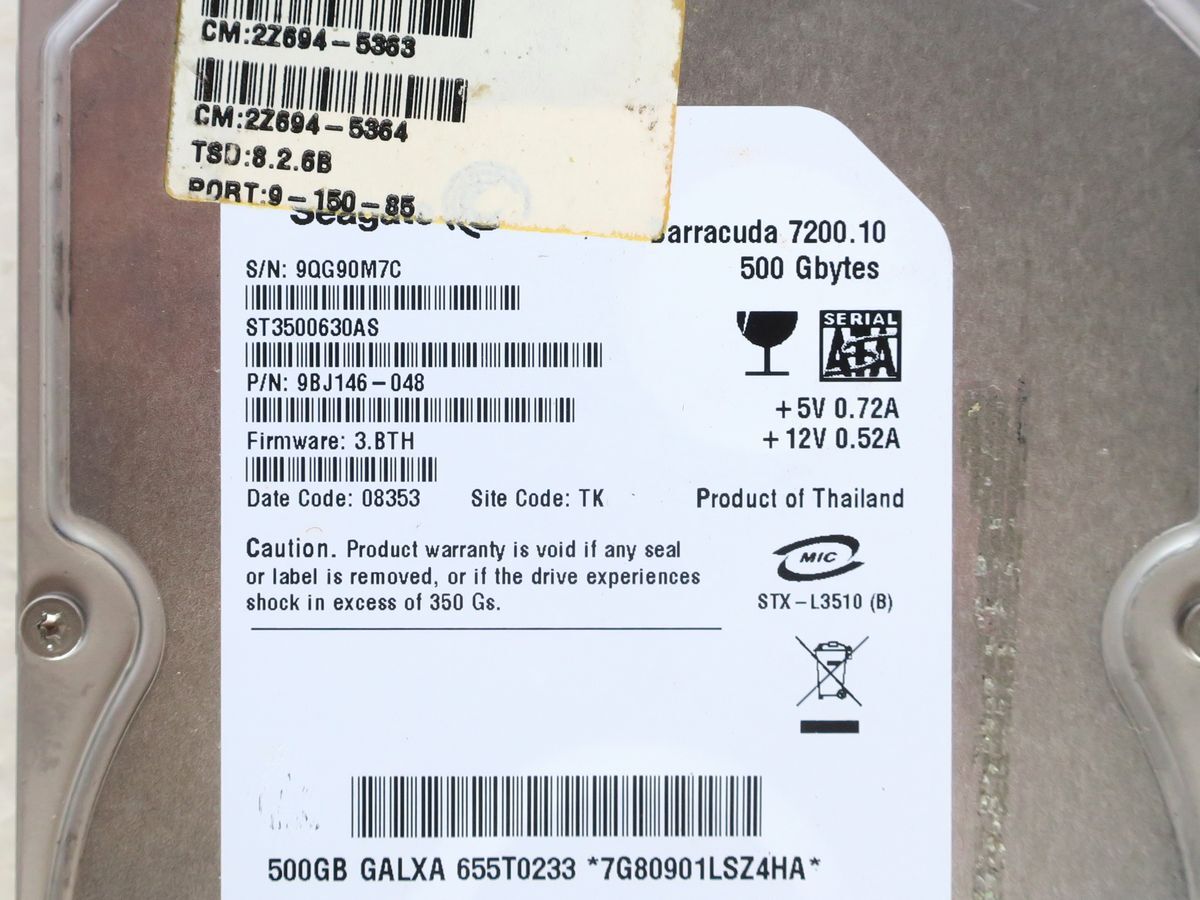 CM:2Z694-5363
CM:2Z694-5364
TSD:8.2.6B
PORT:9-150-85
Seagate
Barracuda 7200.10
500 Gbytes
S/N: 9QG90M7C
ST3500630AS
SERIAL
ATA
P/N: 9BJ146-048
+5V 0.72A
+12V 0.52A
Firmware: 3.BTH
Date Code: 08353 Site Code: TK Product of Thailand
Caution. Product warranty is void if any seal
or label is removed, or if the drive experiences
shock in excess of 350 Gs.
MIC
STX-L3510 (B)
500GB GALXA 655T0233 *7G80901LSZ4HA*